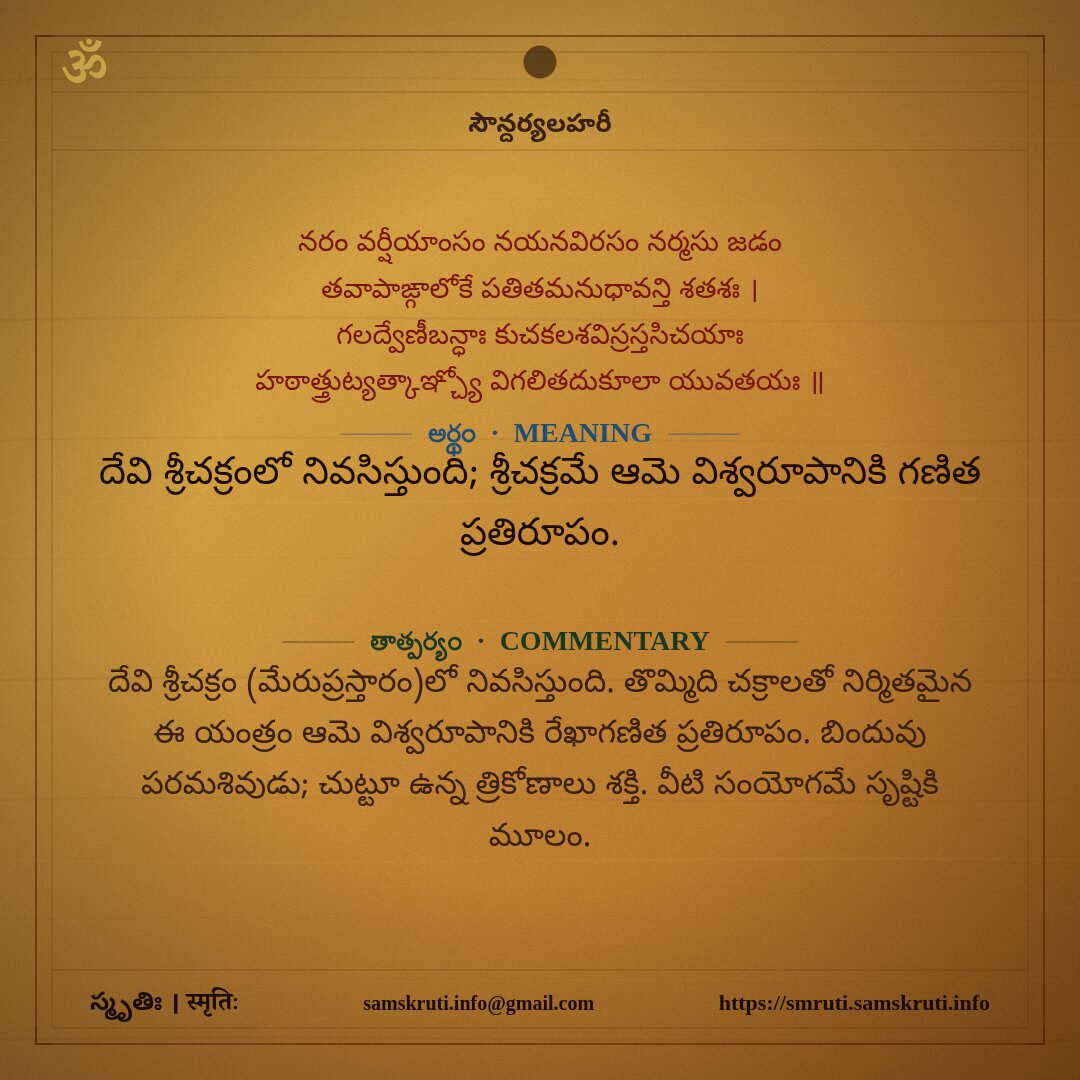 ॐ
సౌన్దర్యలహరీ
నరం వర్షీయాంసం నయనవిరసం నర్మసు జడం
తవాపాఙ్గాలోకే పతితమనుధావన్తి శతశః |
గలద్వేణీబన్ధాః కుచకలశవిస్రస్తసిచయాః
హఠాత్త్రుట్యత్కాఞ్చ్యో విగలితదుకూలా యువతయః ||
అర్థం · MEANING
దేవి శ్రీచక్రంలో నివసిస్తుంది; శ్రీచక్రమే ఆమె విశ్వరూపానికి గణిత
ప్రతిరూపం.
తాత్పర్యం · COMMENTARY
దేవి శ్రీచక్రం (మేరుప్రస్తారం)లో నివసిస్తుంది. తొమ్మిది చక్రాలతో నిర్మితమైన
ఈ యంత్రం ఆమె విశ్వరూపానికి రేఖాగణిత ప్రతిరూపం. బిందువు
పరమశివుడు; చుట్టూ ఉన్న త్రికోణాలు శక్తి. వీటి సంయోగమే సృష్టికి
మూలం.
స్మృతిః | स्मृतिः samskruti.info@gmail.com https://smruti.samskruti.info